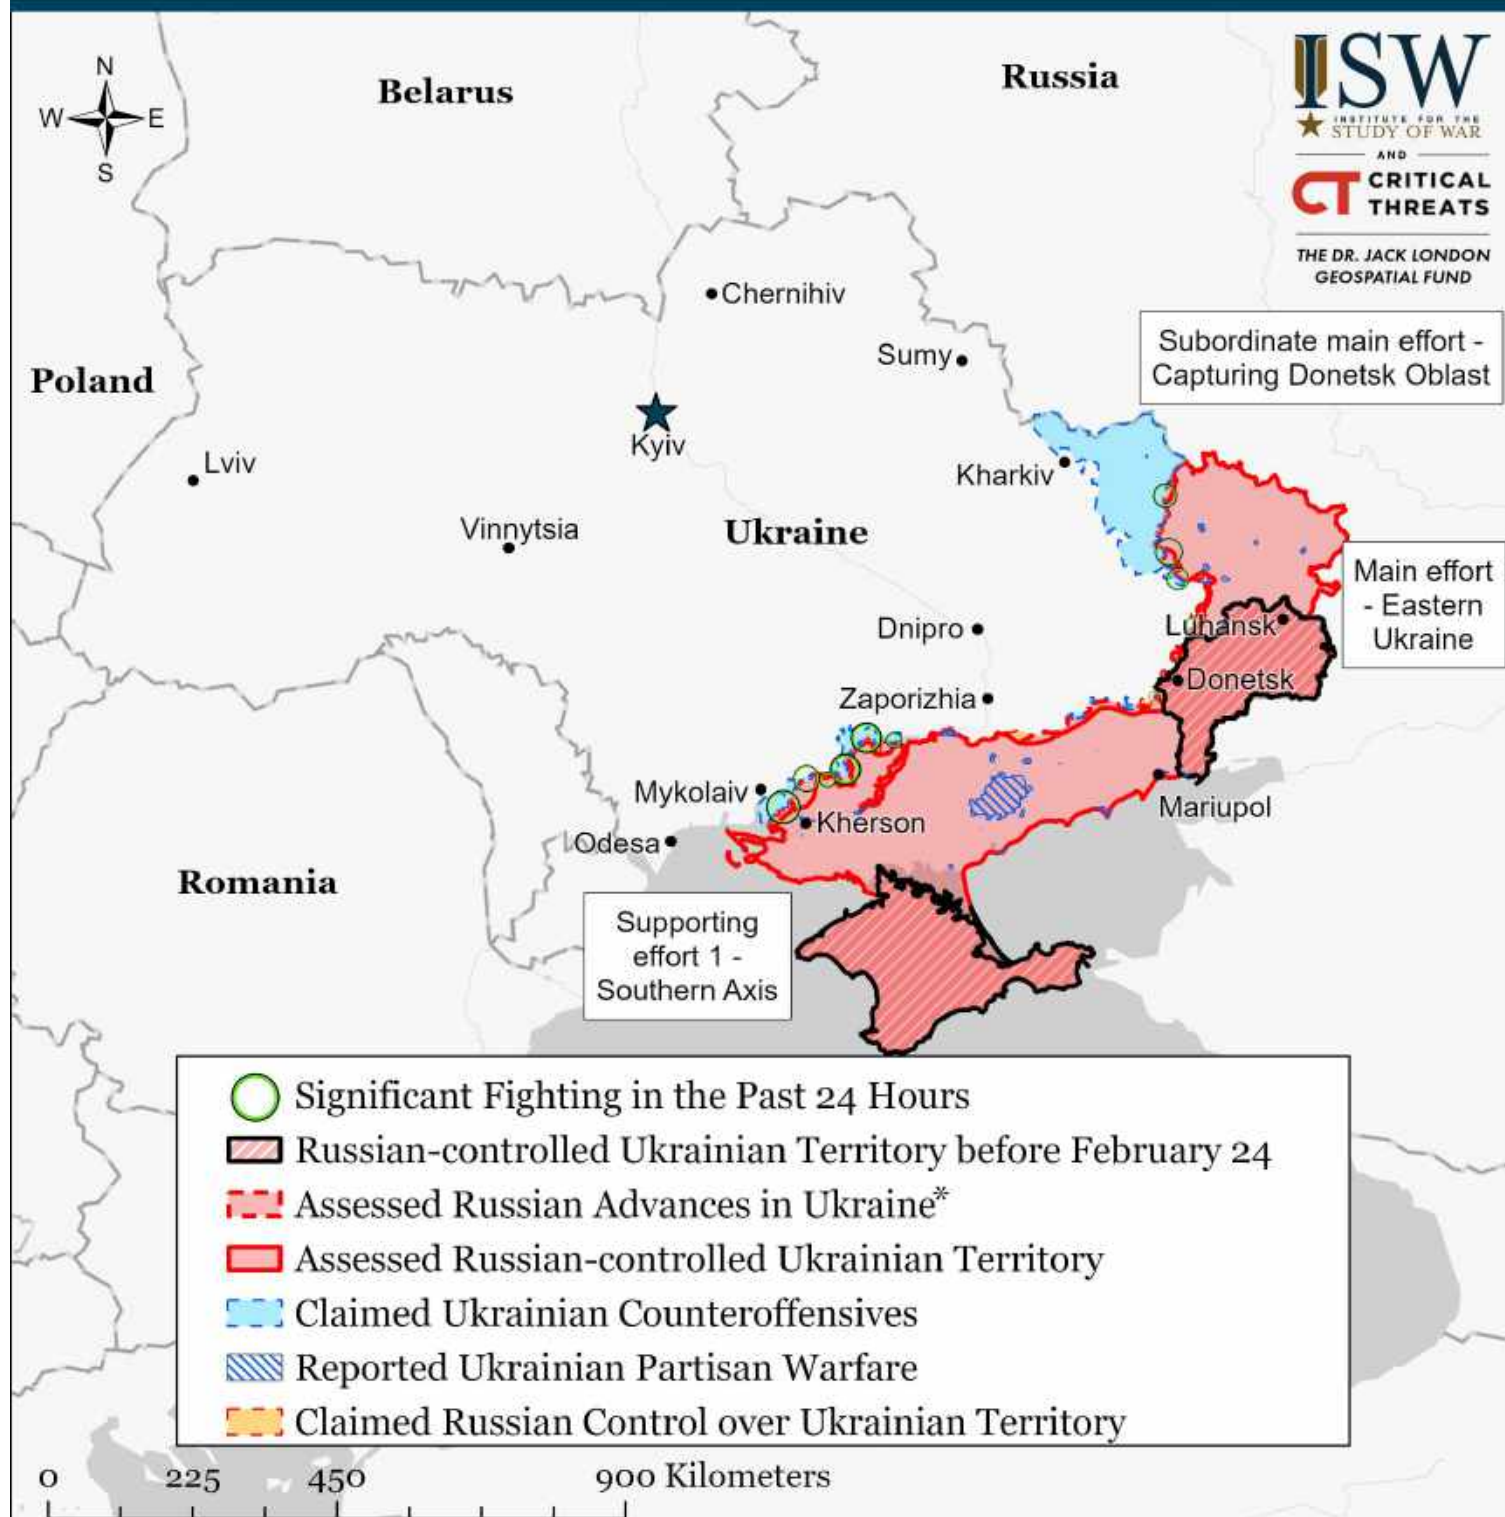 N
W E
S
Belarus
Russia
ISW
INSTITUTE FOR THE
STUDY OF WAR
AND
CT CRITICAL
THREATS
THE DR. JACK LONDON
GEOSPATIAL FUND
Chernihiv
Subordinate main effort -
Capturing Donetsk Oblast
Sumy
Poland
Kyiv
Lviv
Kharkiv
Vinnytsia
Ukraine
Main effort
- Eastern
Ukraine
Dnipro
Luhansk
Donetsk
Zaporizhia
Mykolaiv
Mariupol
Kherson
Odesa
Romania
Supporting
effort 1 -
Southern Axis
Significant Fighting in the Past 24 Hours
Russian-controlled Ukrainian Territory before February 24
Assessed Russian Advances in Ukraine*
Assessed Russian-controlled Ukrainian Territory
Claimed Ukrainian Counteroffensives
Reported Ukrainian Partisan Warfare
Claimed Russian Control over Ukrainian Territory
0 225 450 900 Kilometers